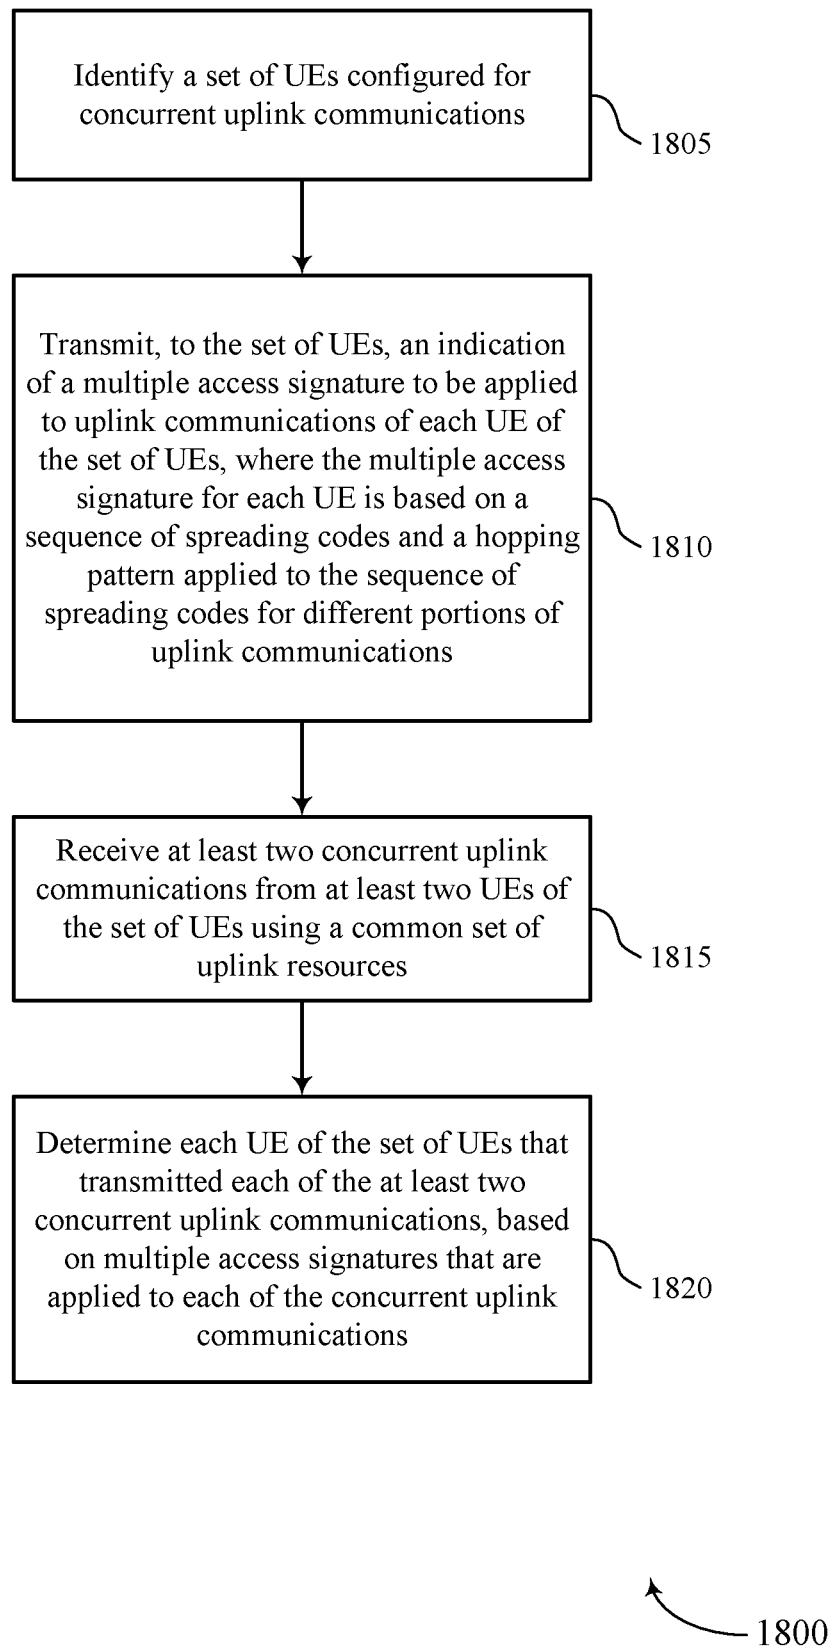 Identify a set of UEs configured for
concurrent uplink communications
1805
Transmit, to the set of UEs, an indication
of a multiple access signature to be applied
to uplink communications of each UE of
the set of UEs, where the multiple access
signature for each UE is based on a
sequence of spreading codes and a hopping
pattern applied to the sequence of
spreading codes for different portions of
uplink communications
1810
Receive at least two concurrent uplink
communications from at least two UEs of
the set of UEs using a common set of
uplink resources
1815
Determine each UE of the set of UEs that
transmitted each of the at least two
concurrent uplink communications, based
on multiple access signatures that are
applied to each of the concurrent uplink
communications
1820
1800